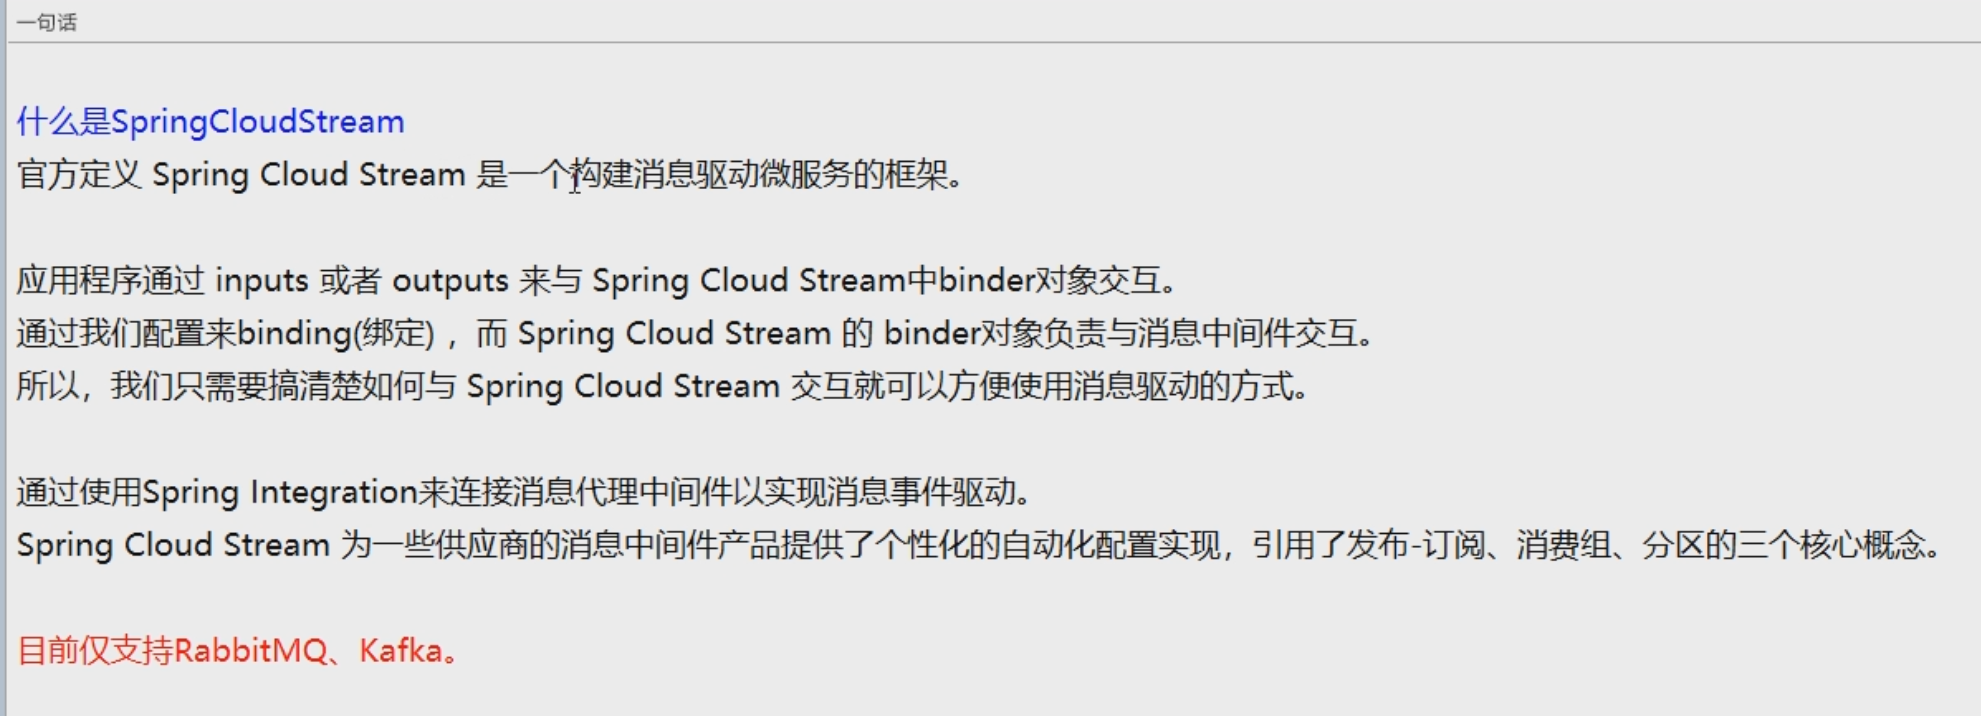 一句话
什么是SpringCloudStream
官方定义 Spring Cloud Stream 是一个构建消息驱动微服务的框架。
应用程序通过 inputs 或者 outputs 来与 Spring Cloud Stream中binder对象交互。
通过我们配置来binding(绑定) ，而 Spring Cloud Stream 的 binder对象负责与消息中间件交互。
所以，我们只需要搞清楚如何与 Spring Cloud Stream 交互就可以方便使用消息驱动的方式。
通过使用Spring Integration来连接消息代理中间件以实现消息事件驱动。
Spring Cloud Stream 为一些供应商的消息中间件产品提供了个性化的自动化配置实现，引用了发布-订阅、消费组、分区的三个核心概念。
目前仅支持RabbitMQ、Kafka。